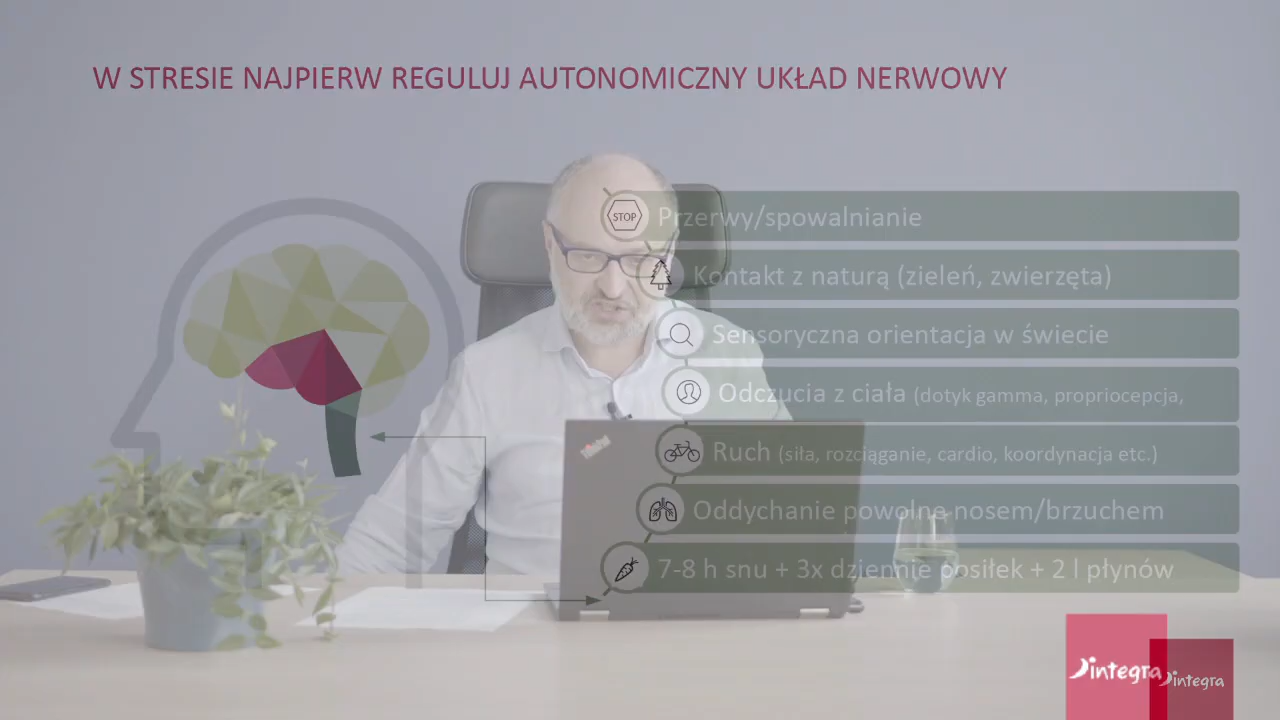 W STRESIE NAJPIERW REGULUJ AUTONOMICZNY UKŁAD NERWOWY
STOP
Przerwy/spowalnianie
Kontakt z naturą (zieleń, zwierzęta)
Sensoryczna orientacja w świecie
Odczucia z ciała (dotyk gamma, propriocepcja,
Ruch (siła, rozciąganie, cardio, koordynacja etc.)
Oddychanie powolne nosem/brzuchem
7-8 h snu + 3x dziennie posiłek + 2 l płynów
integra
integra